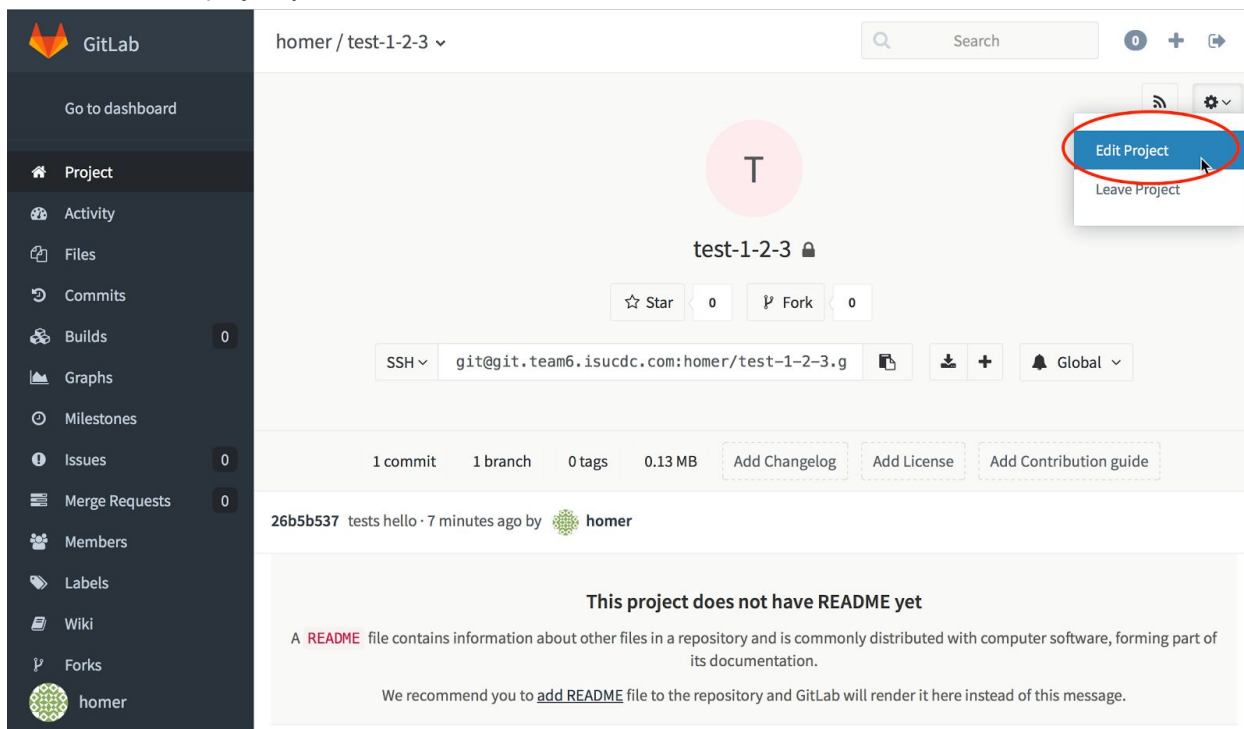 GitLab
homer / test-1-2-3
Search
0
Go to dashboard
Edit Project
Leave Project
Project
Activity
Files
Commits
Builds 0
Graphs
Milestones
Issues 0
Merge Requests 0
Members
Labels
Wiki
Forks
homer
T
test-1-2-3
Star 0 Fork 0
SSH git@git.team6.isucdc.com:homer/test-1-2-3.g Global
1 commit 1 branch 0 tags 0.13 MB Add Changelog Add License Add Contribution guide
26b5b537 tests hello · 7 minutes ago by homer
This project does not have README yet
A README file contains information about other files in a repository and is commonly distributed with computer software, forming part of
its documentation.
We recommend you to add README file to the repository and GitLab will render it here instead of this message.